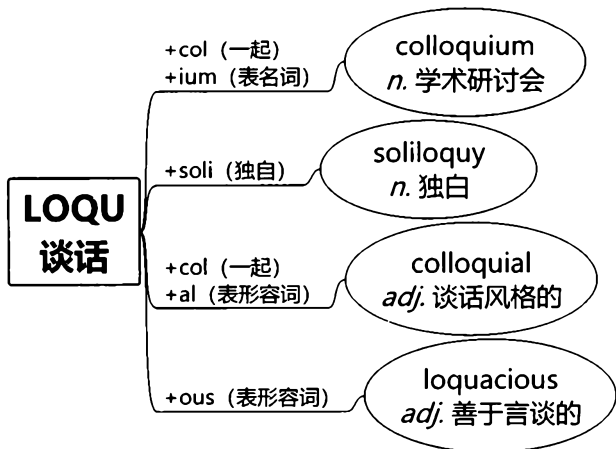 LOQU
谈话
+col（一起）
+ium（表名词）
colloquium
n. 学术研讨会
+soli（独自）
soliloquy
n. 独白
+col（一起）
+al（表形容词）
colloquial
adj. 谈话风格的
+ous（表形容词）
loquacious
adj. 善于言谈的